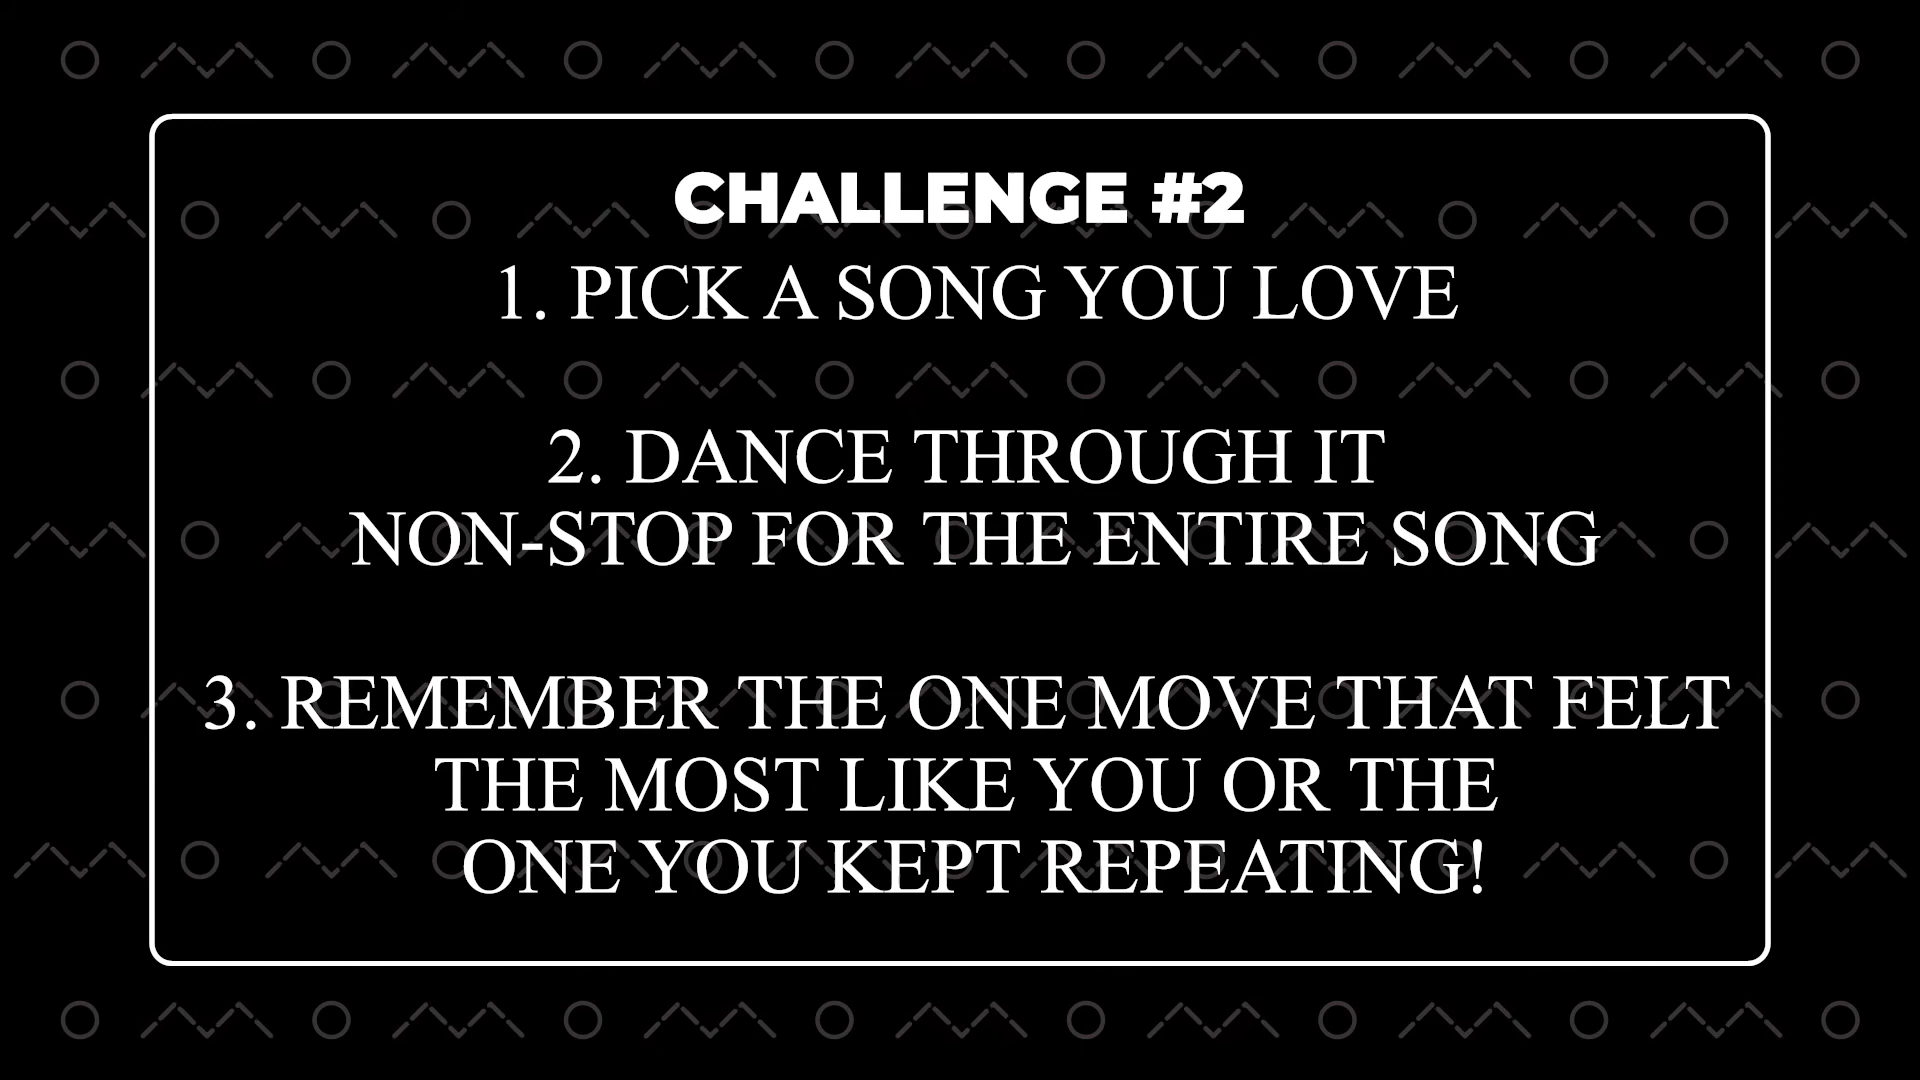 CHALLENGE #2
1. PICK A SONG YOU LOVE
2. DANCE THROUGH IT
NON-STOP FOR THE ENTIRE SONG
3. REMEMBER THE ONE MOVE THAT FELT
THE MOST LIKE YOU OR THE
ONE YOU KEPT REPEATING!